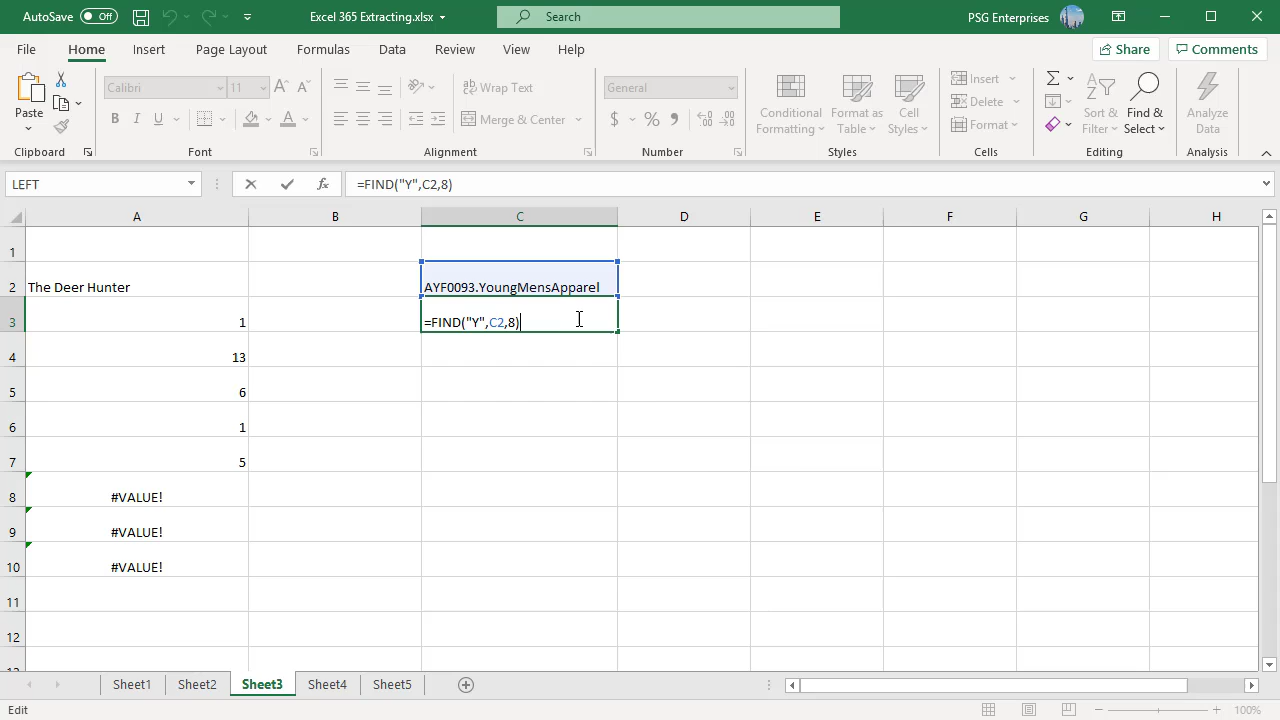 AutoSave Off
Excel 365 Extracting.xlsx
Search
PSG Enterprises
File Home Insert Page Layout Formulas Data Review View Help
Share Comments
Paste
Calibri 11
Wrap Text
General
Conditional Formatting
Format as Table
Cell Styles
Insert
Sort & Filter
Find & Select
Analyze Data
B I U
Merge & Center
$ %
Delete
Format
Clipboard Font Alignment Number Styles Cells Editing Analysis
LEFT
=FIND("Y",C2,8)
A B C D E F G H
1
2 The Deer Hunter AYF0093.YoungMensApparel
3 1 =FIND("Y",C2,8)
4 13
5 6
6 1
7 5
8 #VALUE!
9 #VALUE!
10 #VALUE!
11
12
Sheet1 Sheet2 Sheet3 Sheet4 Sheet5
Edit
100%